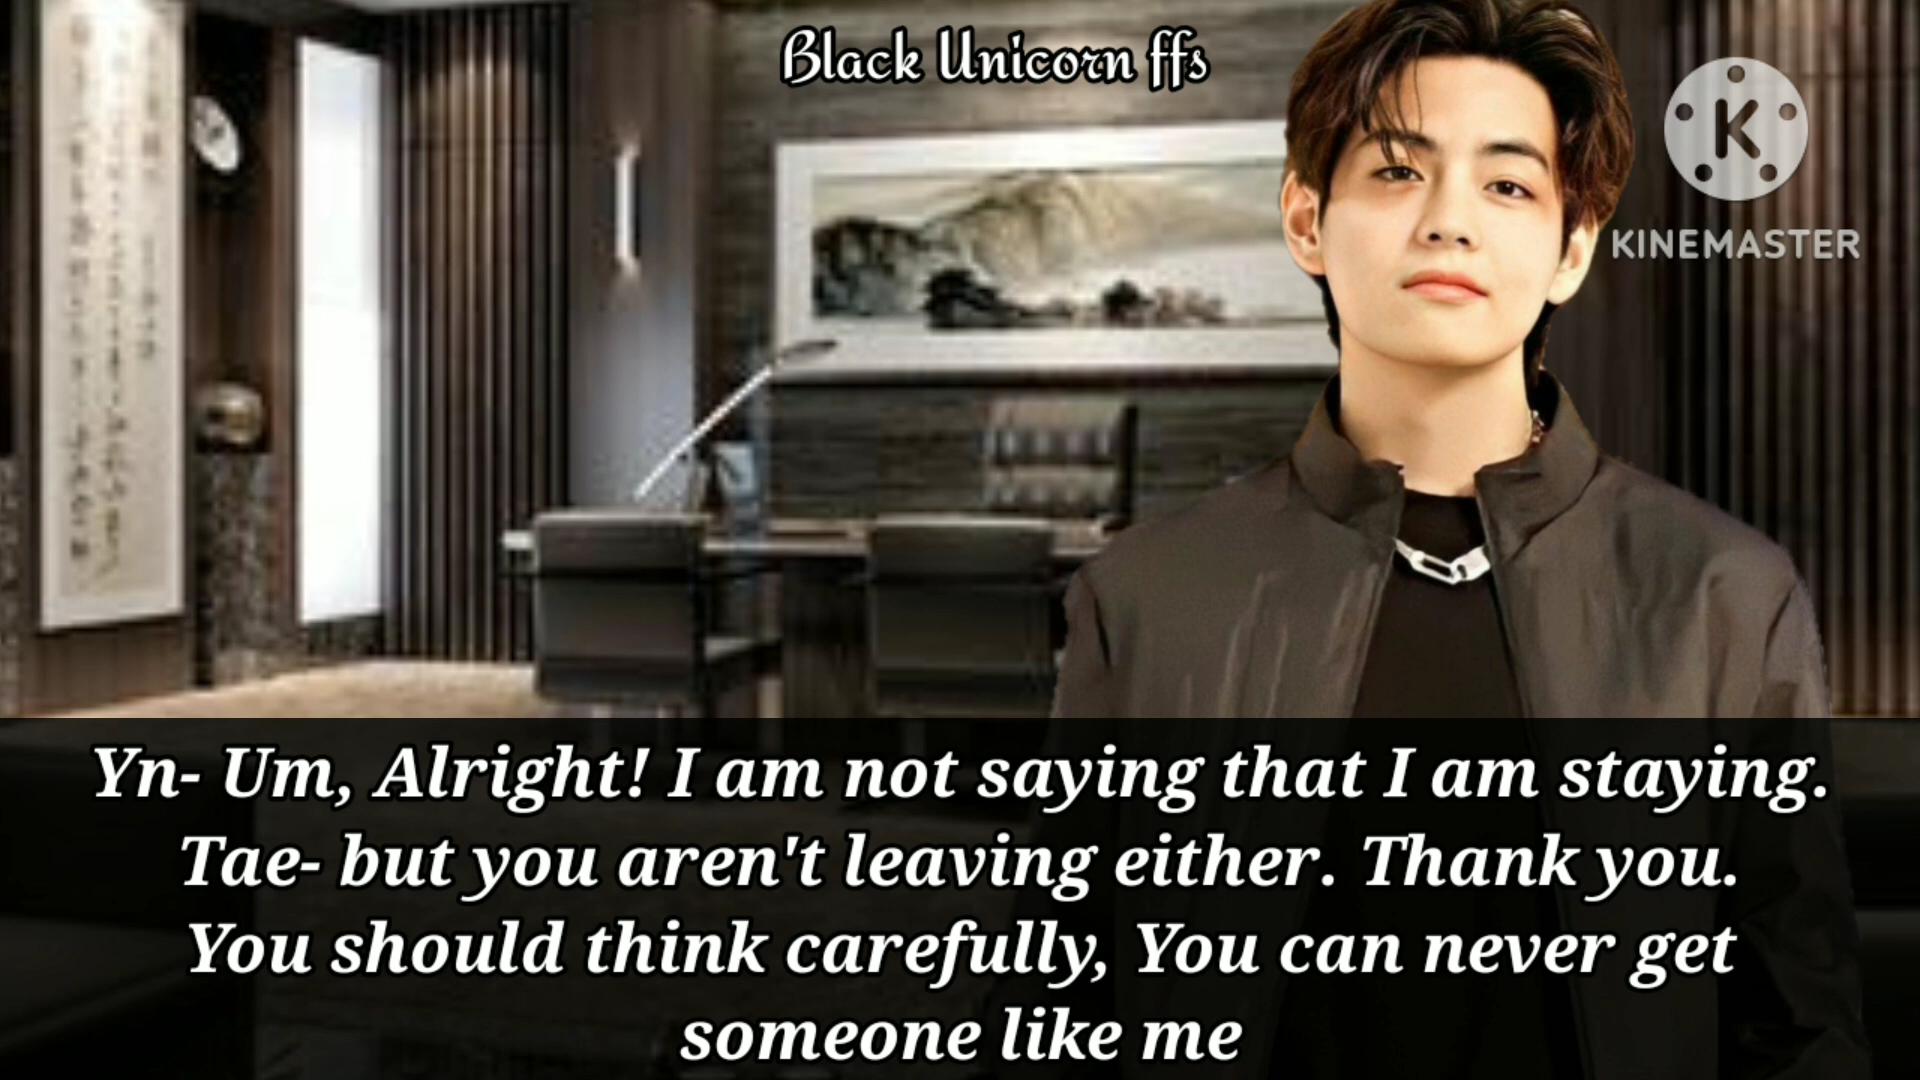 Black Unicorn ffs
K
KINEMASTER
Yn- Um, Alright! I am not saying that I am staying.
Tae- but you aren't leaving either. Thank you.
You should think carefully, You can never get
someone like me